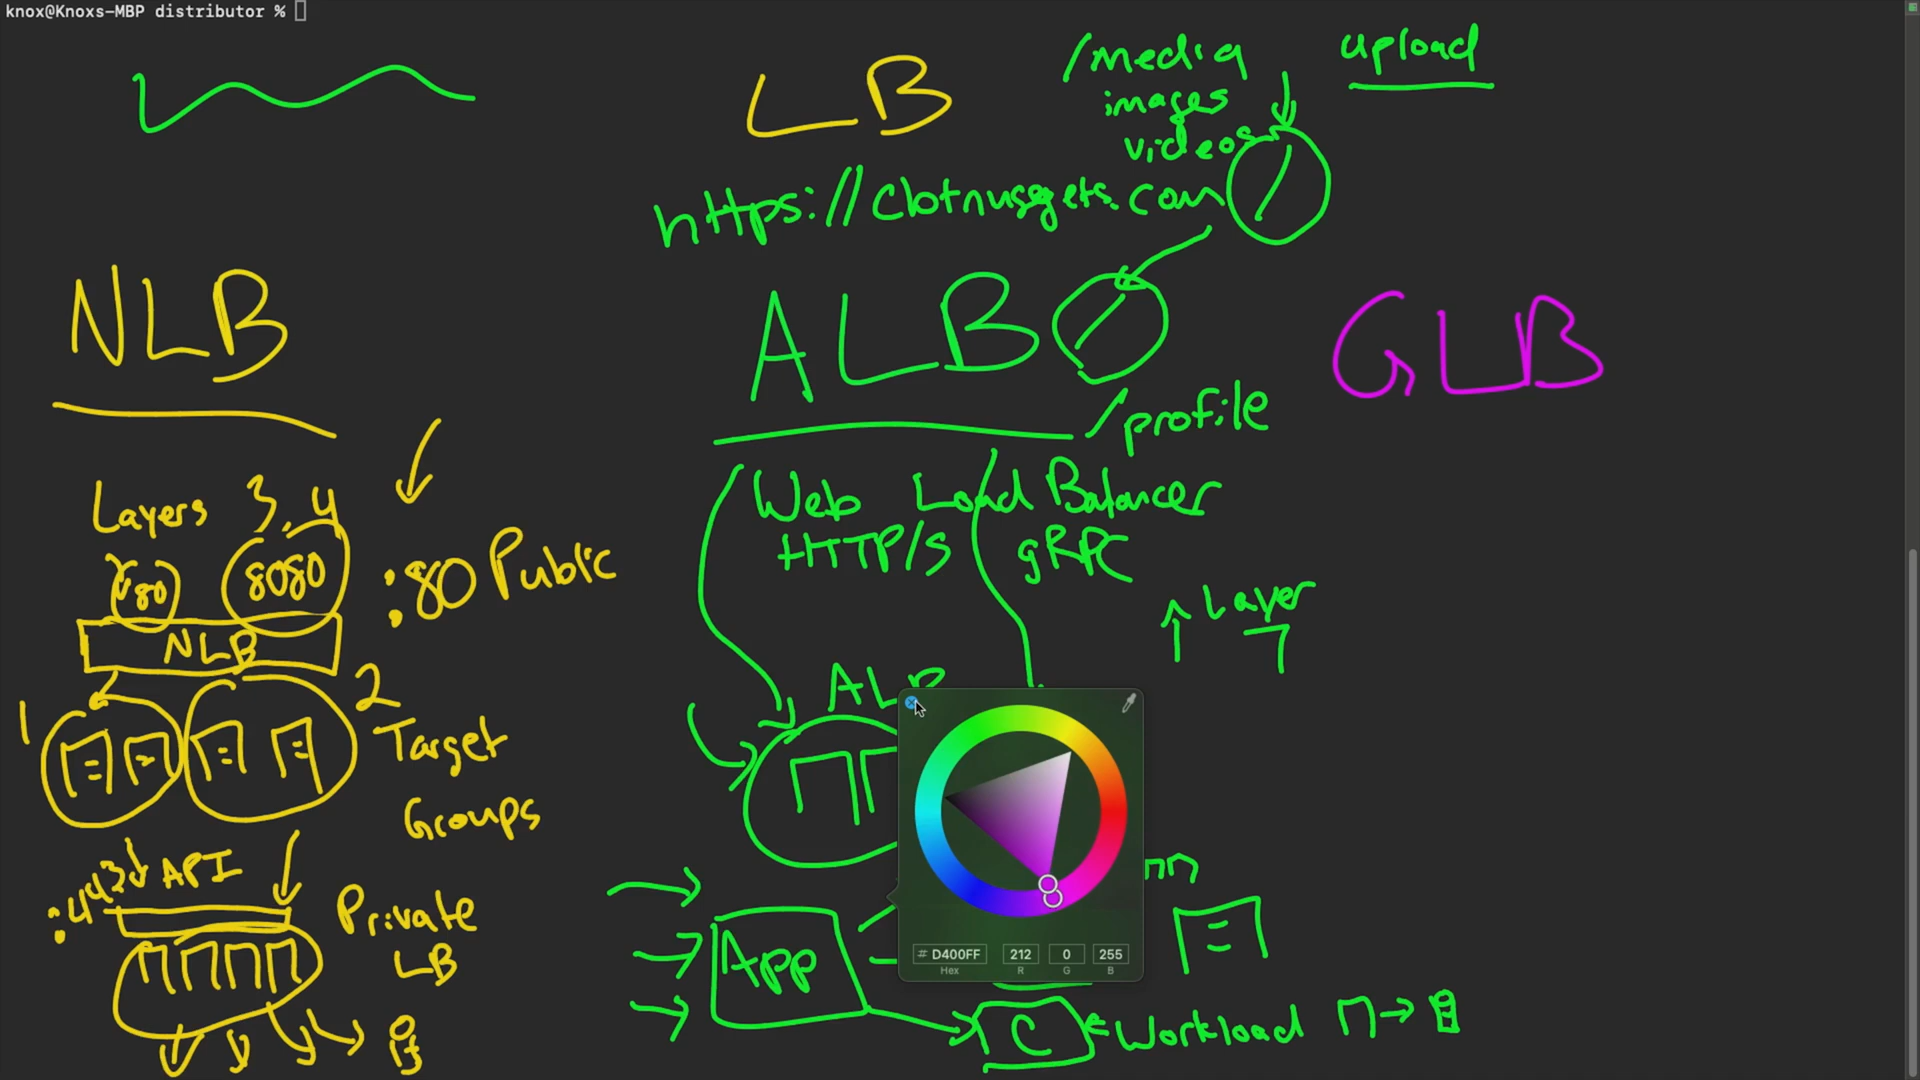 knox@Knoxs-MBP distributor %
LB
/media
images
videos
upload
https://clotnuggets.com/
NLB
ALB /
GLB
/profile
Layers 3,4
:80
8080
:80 Public
NLB
1
2
Target
Groups
:443
API
Private
LB
Web Load Balancer
HTTP/S gRPC
Layer
7
App
C
Workload
# D400FF 212 0 255
Hex R G B